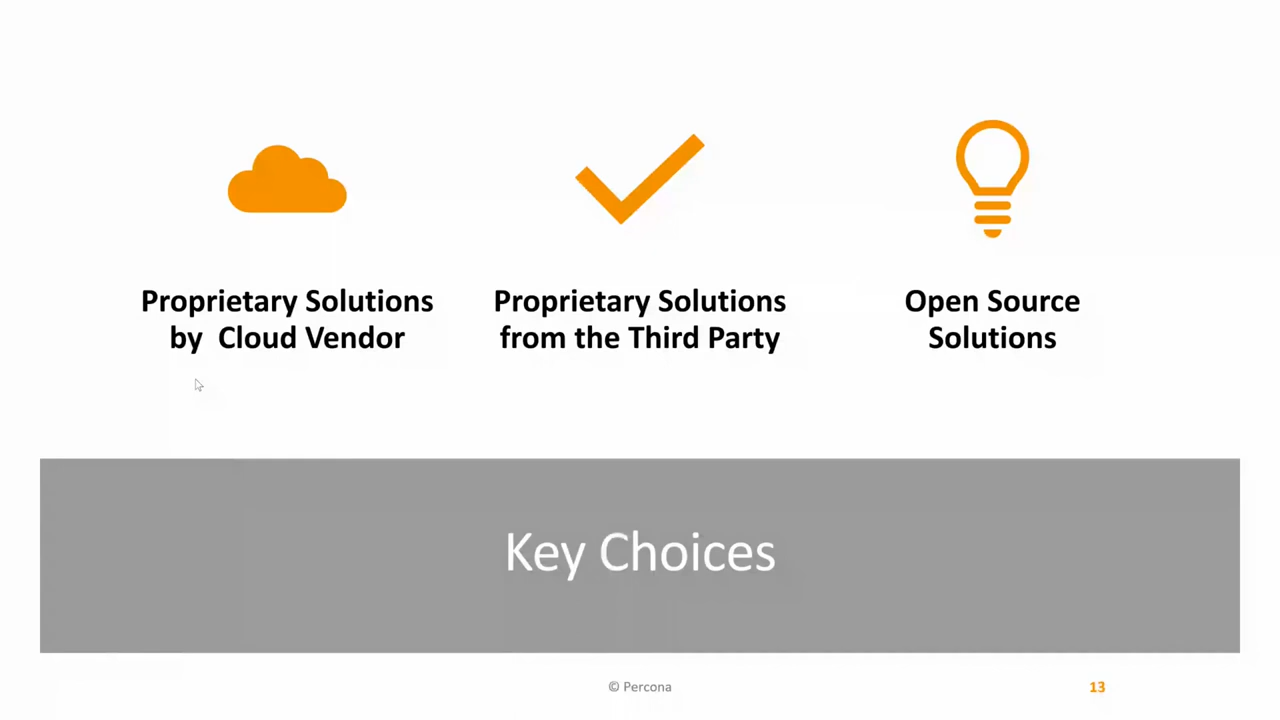 Proprietary Solutions
by  Cloud Vendor
Proprietary Solutions
from the Third Party
Open Source
Solutions
Key Choices
© Percona
13